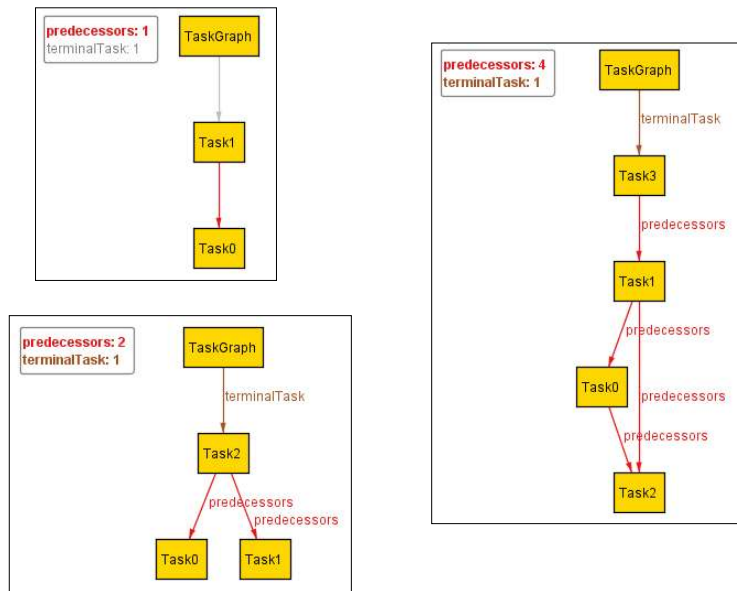 predecessors: 1
terminalTask: 1
TaskGraph
Task1
Task0
predecessors: 2
terminalTask: 1
TaskGraph
terminalTask
Task2
predecessors
predecessors
Task0
Task1
predecessors: 4
terminalTask: 1
TaskGraph
terminalTask
Task3
predecessors
Task1
predecessors
Task0
predecessors
predecessors
Task2